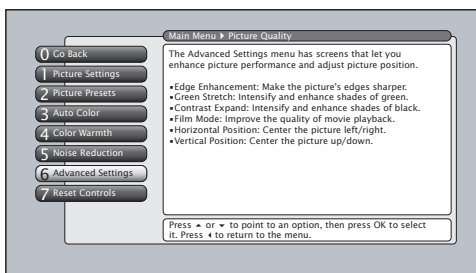 Main Menu ▸ Picture Quality
0 Go Back
1 Picture Settings
2 Picture Presets
3 Auto Color
4 Color Warmth
5 Noise Reduction
6 Advanced Settings
7 Reset Controls
The Advanced Settings menu has screens that let you
enhance picture performance and adjust picture position.
▪Edge Enhancement: Make the picture's edges sharper.
▪Green Stretch: Intensify and enhance shades of green.
▪Contrast Expand: Intensify and enhance shades of black.
▪Film Mode: Improve the quality of movie playback.
▪Horizontal Position: Center the picture left/right.
▪Vertical Position: Center the picture up/down.
Press ▴ or ▾ to point to an option, then press OK to select
it. Press ◂ to return to the menu.